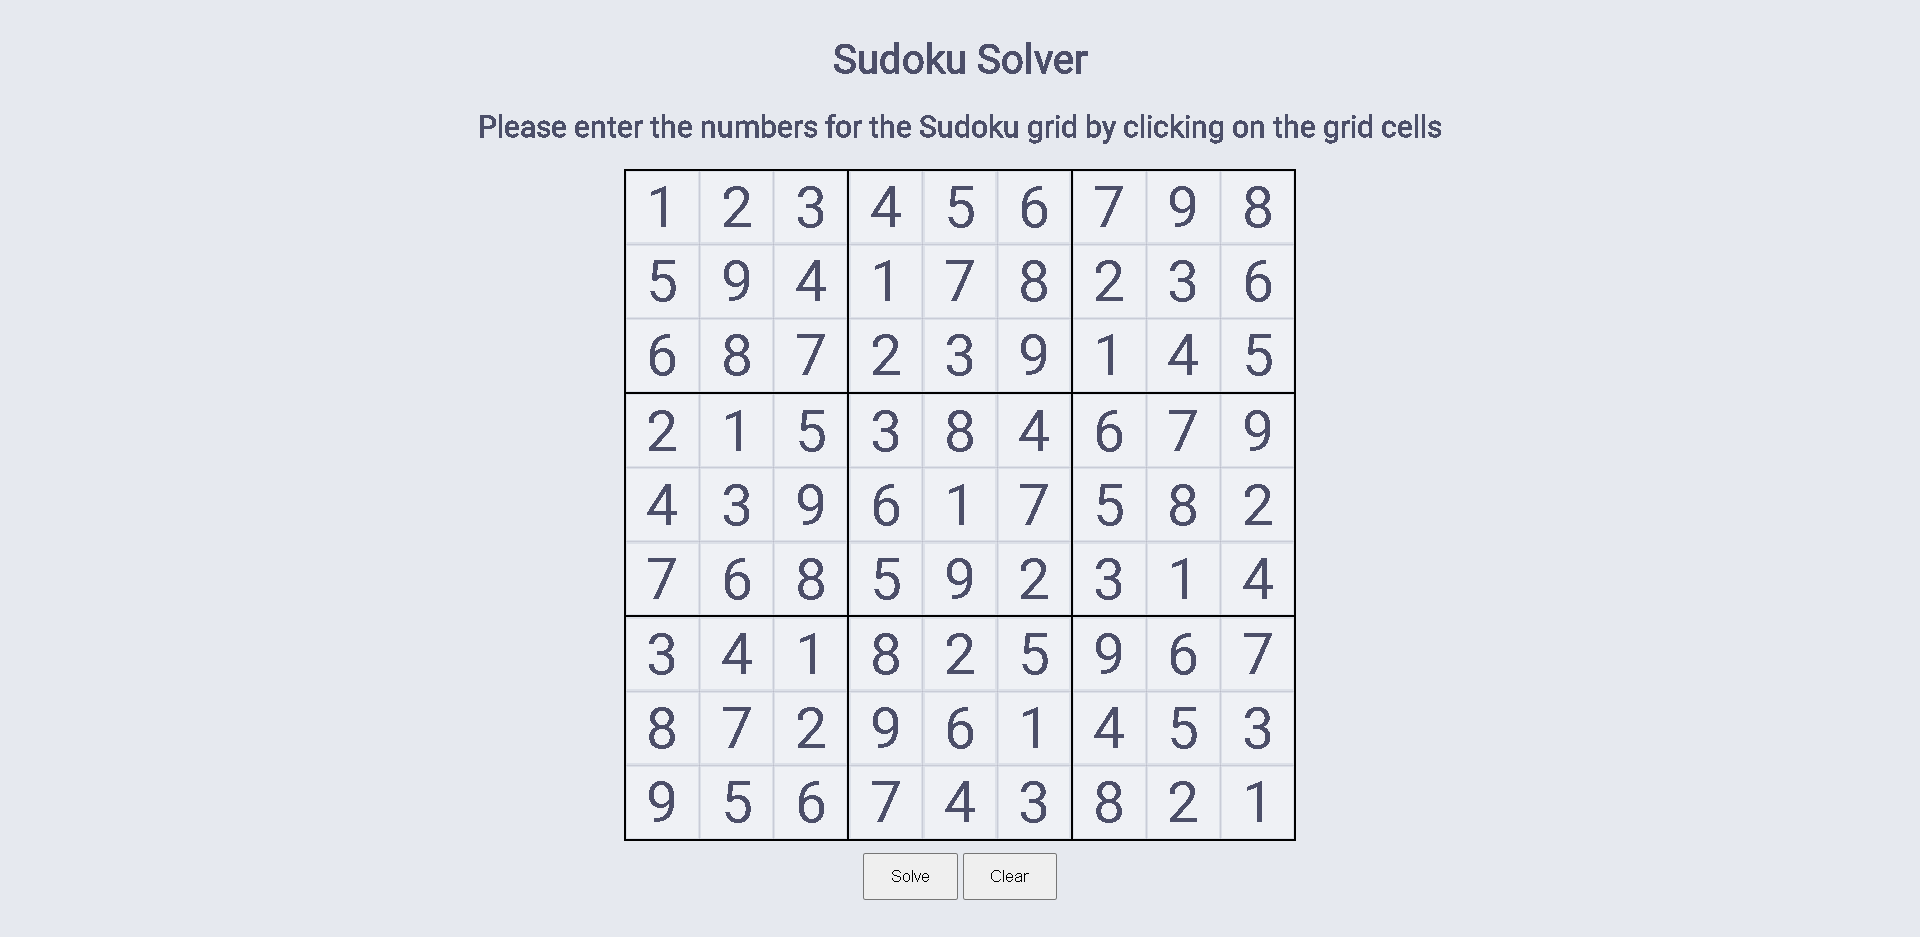 Sudoku Solver
Please enter the numbers for the Sudoku grid by clicking on the grid cells
1 2 3 4 5 6 7 9 8
5 9 4 1 7 8 2 3 6
6 8 7 2 3 9 1 4 5
2 1 5 3 8 4 6 7 9
4 3 9 6 1 7 5 8 2
7 6 8 5 9 2 3 1 4
3 4 1 8 2 5 9 6 7
8 7 2 9 6 1 4 5 3
9 5 6 7 4 3 8 2 1
Solve Clear